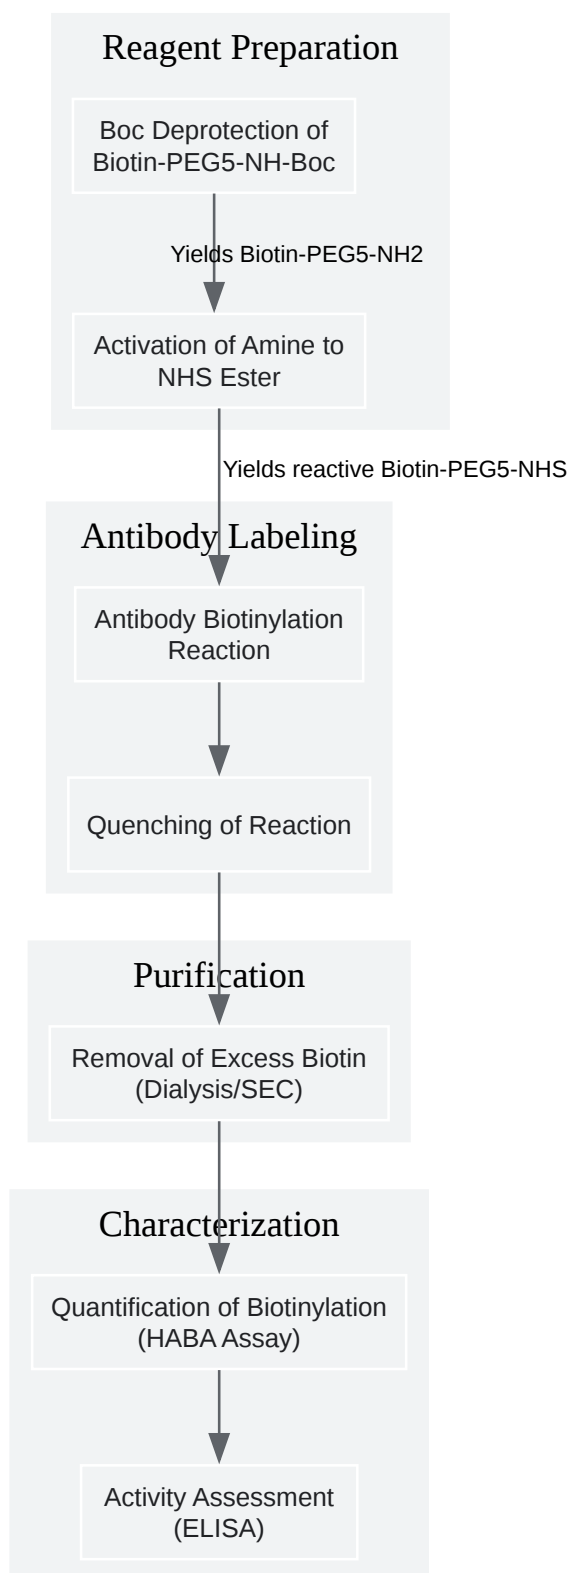 Reagent Preparation
Boc Deprotection of
Biotin-PEG5-NH-Boc
Yields Biotin-PEG5-NH2
Activation of Amine to
NHS Ester
Yields reactive Biotin-PEG5-NHS
Antibody Labeling
Antibody Biotinylation
Reaction
Quenching of Reaction
Purification
Removal of Excess Biotin
(Dialysis/SEC)
Characterization
Quantification of Biotinylation
(HABA Assay)
Activity Assessment
(ELISA)